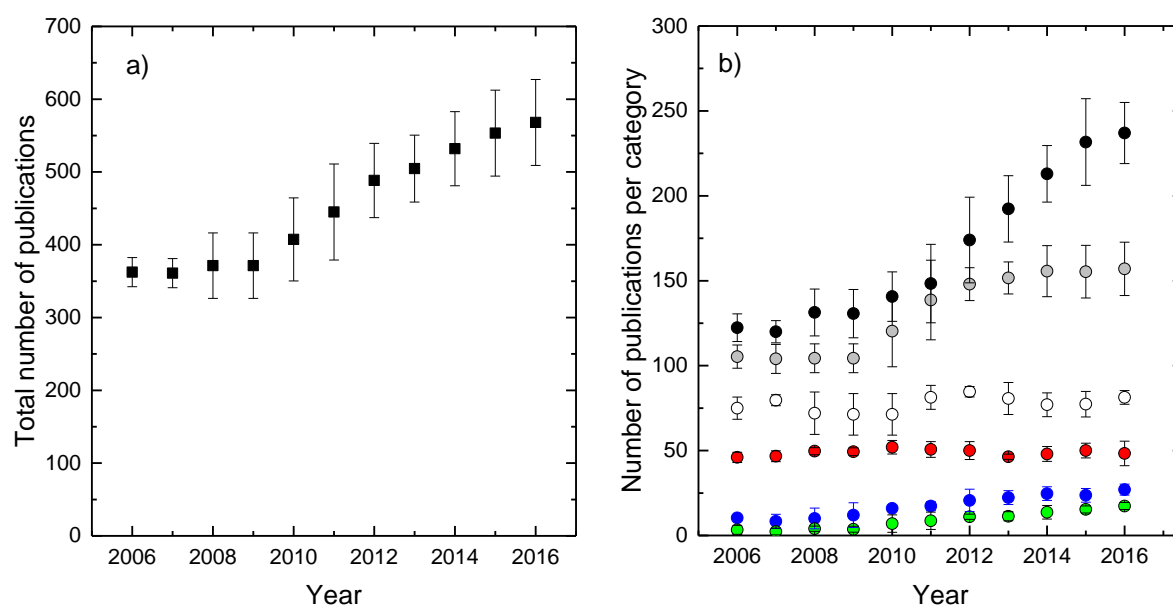 a)
Total number of publications
700
600
500
400
300
200
100
0
2006 2008 2010 2012 2014 2016
Year
b)
Number of publications per category
300
250
200
150
100
50
0
2006 2008 2010 2012 2014 2016
Year